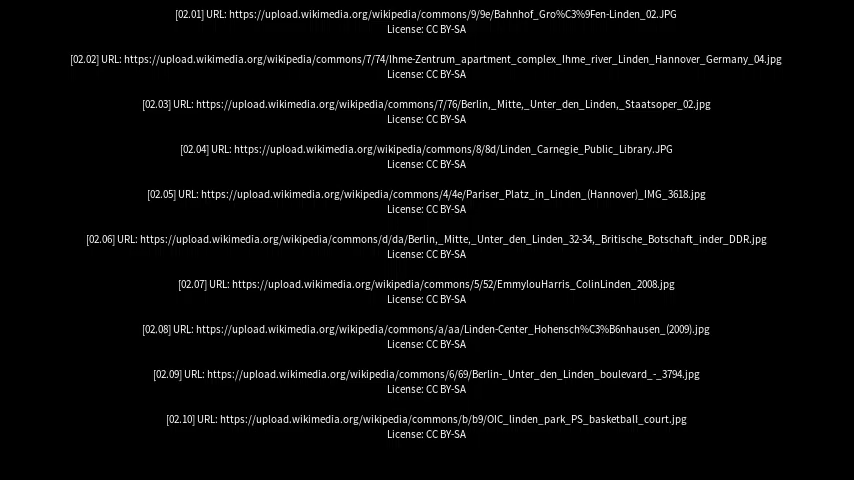 [02.01] URL: https://upload.wikimedia.org/wikipedia/commons/9/9e/Bahnhof_Gro%C3%9Fen-Linden_02.JPG
License: CC BY-SA
[02.02] URL: https://upload.wikimedia.org/wikipedia/commons/7/74/Ihme-Zentrum_apartment_complex_Ihme_river_Linden_Hannover_Germany_04.jpg
License: CC BY-SA
[02.03] URL: https://upload.wikimedia.org/wikipedia/commons/7/76/Berlin,_Mitte,_Unter_den_Linden,_Staatsoper_02.jpg
License: CC BY-SA
[02.04] URL: https://upload.wikimedia.org/wikipedia/commons/8/8d/Linden_Carnegie_Public_Library.JPG
License: CC BY-SA
[02.05] URL: https://upload.wikimedia.org/wikipedia/commons/4/4e/Pariser_Platz_in_Linden_(Hannover)_IMG_3618.jpg
License: CC BY-SA
[02.06] URL: https://upload.wikimedia.org/wikipedia/commons/d/da/Berlin,_Mitte,_Unter_den_Linden_32-34,_Britische_Botschaft_inder_DDR.jpg
License: CC BY-SA
[02.07] URL: https://upload.wikimedia.org/wikipedia/commons/5/52/EmmylouHarris_ColinLinden_2008.jpg
License: CC BY-SA
[02.08] URL: https://upload.wikimedia.org/wikipedia/commons/a/aa/Linden-Center_Hohensch%C3%B6nhausen_(2009).jpg
License: CC BY-SA
[02.09] URL: https://upload.wikimedia.org/wikipedia/commons/6/69/Berlin-_Unter_den_Linden_boulevard_-_3794.jpg
License: CC BY-SA
[02.10] URL: https://upload.wikimedia.org/wikipedia/commons/b/b9/OIC_linden_park_PS_basketball_court.jpg
License: CC BY-SA